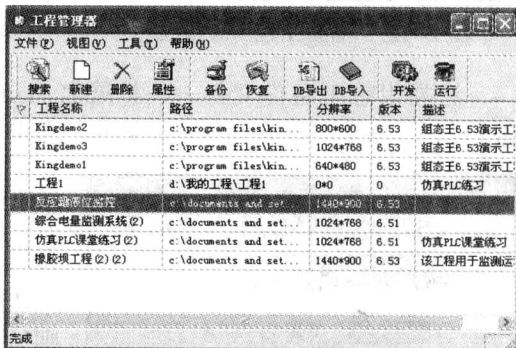 工程管理器
文件(F) 视图(V) 工具(T) 帮助(H)
搜索 新建 删除 属性 备份 恢复 DB导出 DB导入 开发 运行
工程名称 路径 分辨率 版本 描述
Kingdemo2 c:\program files\kin... 800*600 6.53 组态王6.53演示工
Kingdemo3 c:\program files\kin... 1024*768 6.53 组态王6.53演示工
Kingdemo1 c:\program files\kin... 640*480 6.53 组态王6.53演示工
工程1 d:\我的工程\工程1 0*0 0 仿真PLC练习
反应罐液位监控 c:\documents and set... 1440*900 6.53
综合电量监测系统(2) c:\documents and set... 1024*768 6.51
仿真PLC课堂练习(2) c:\documents and set... 1024*768 6.51 仿真PLC课堂练习
橡胶坝工程(2)(2) c:\documents and set... 1440*900 6.53 该工程用于监测运
完成